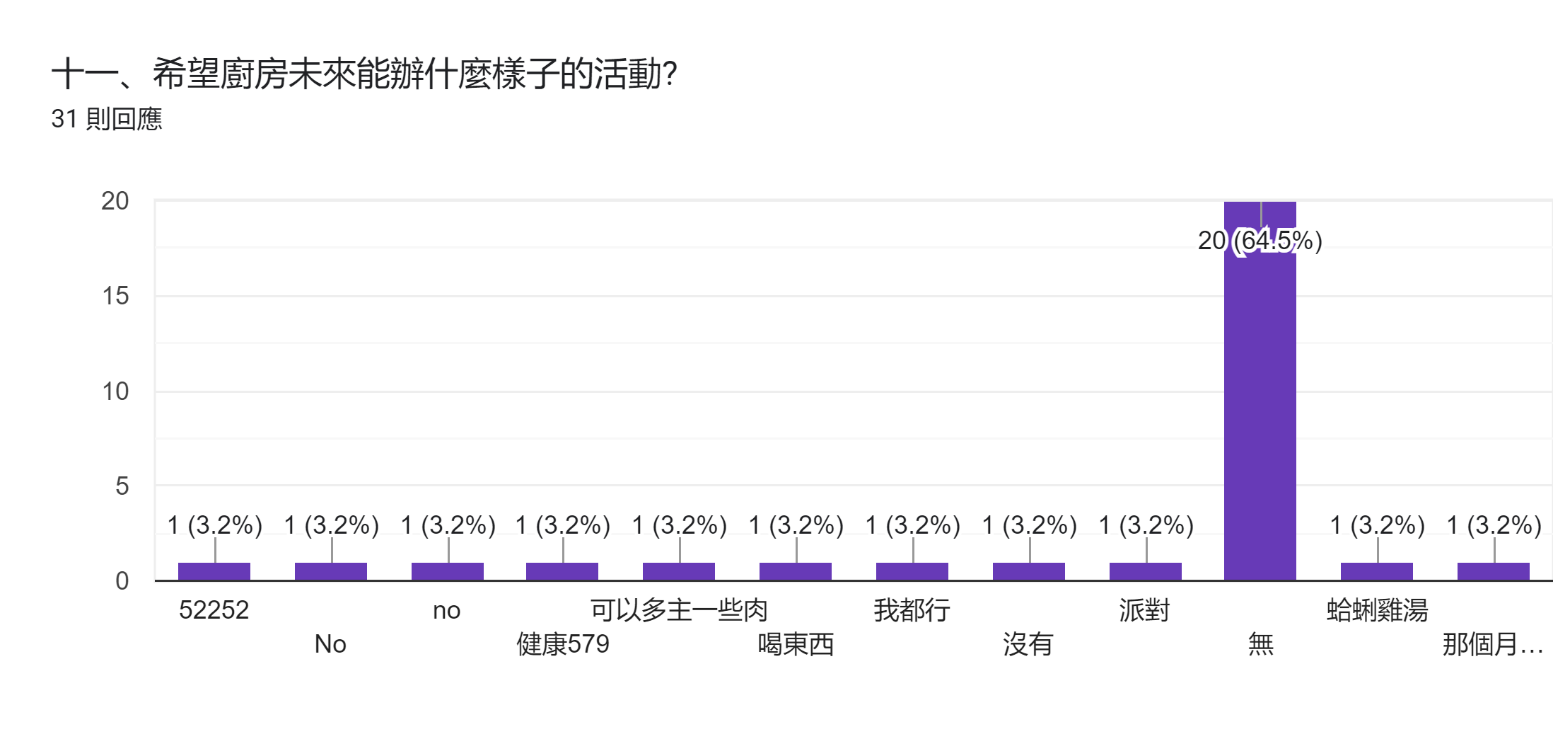 十一、希望廚房未來能辦什麼樣子的活動?
31 則回應
20
15
10
5
0
1 (3.2%) 1 (3.2%) 1 (3.2%) 1 (3.2%) 1 (3.2%) 1 (3.2%) 1 (3.2%) 1 (3.2%) 1 (3.2%) 20 (64.5%) 1 (3.2%) 1 (3.2%)
52252
No
no
健康579
可以多主一些肉
喝東西
我都行
沒有
派對
無
蛤蜊雞湯
那個月…